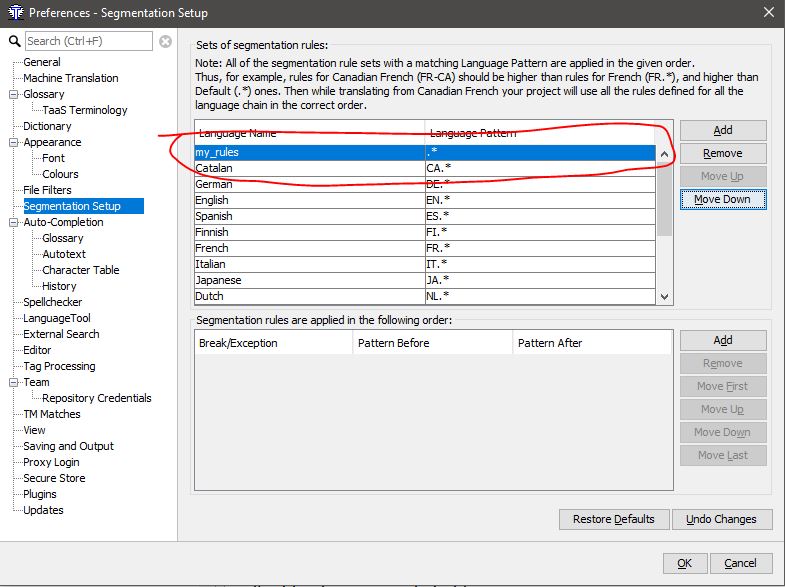 Preferences - Segmentation Setup
Search (Ctrl+F)
General
Machine Translation
Glossary
TaaS Terminology
Dictionary
Appearance
Font
Colours
File Filters
Segmentation Setup
Auto-Completion
Glossary
Autotext
Character Table
History
Spellchecker
LanguageTool
External Search
Editor
Tag Processing
Team
Repository Credentials
TM Matches
View
Saving and Output
Proxy Login
Secure Store
Plugins
Updates
Sets of segmentation rules:
Note: All of the segmentation rule sets with a matching Language Pattern are applied in the given order.
Thus, for example, rules for Canadian French (FR-CA) should be higher than rules for French (FR.*), and higher than
Default (.*) ones. Then while translating from Canadian French your project will use all the rules defined for all the
language chain in the correct order.
Language Name Language Pattern
my_rules .*
Catalan CA.*
German DE.*
English EN.*
Spanish ES.*
Finnish FI.*
French FR.*
Italian IT.*
Japanese JA.*
Dutch NL.*
Add
Remove
Move Up
Move Down
Segmentation rules are applied in the following order:
Break/Exception Pattern Before Pattern After
Add
Remove
Move First
Move Up
Move Down
Move Last
Restore Defaults Undo Changes
OK Cancel